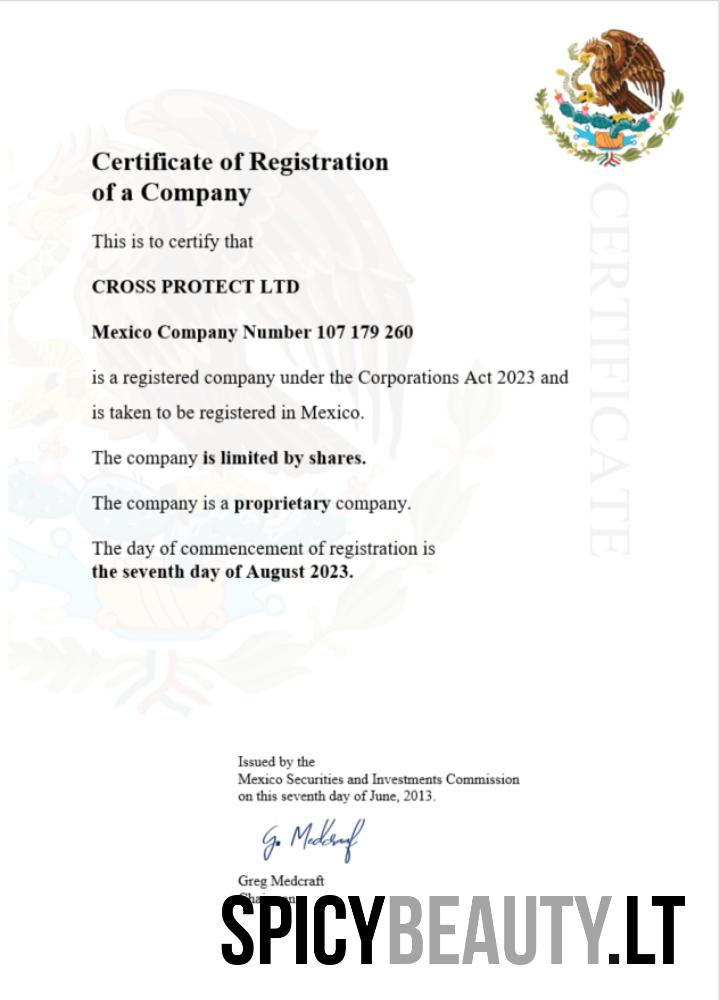 Certificate of Registration
of a Company
This is to certify that
CROSS PROTECT LTD
Mexico Company Number 107 179 260
is a registered company under the Corporations Act 2023 and
is taken to be registered in Mexico.
The company is limited by shares.
The company is a proprietary company.
The day of commencement of registration is
the seventh day of August 2023.
CERTIFICATE
Issued by the
Mexico Securities and Investments Commission
on this seventh day of June, 2013.
G. Medcraft
Greg Medcraft
SPICYBEAUTY.LT